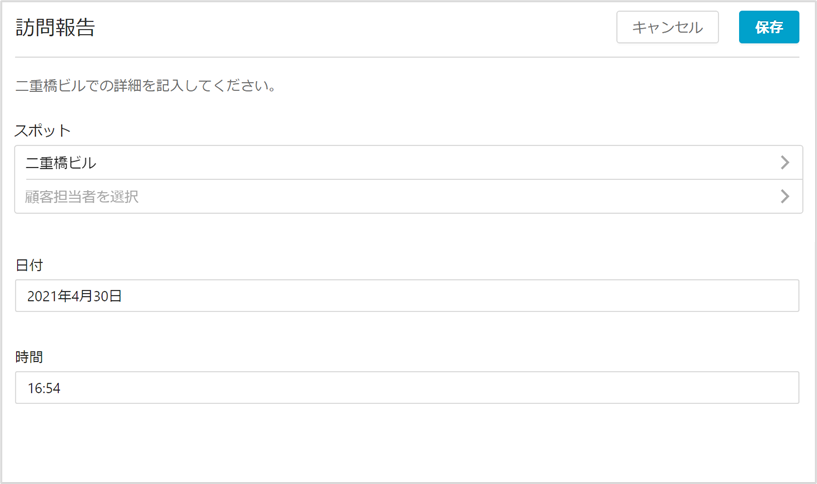 訪問報告
キャンセル
保存
二重橋ビルでの詳細を記入してください。
スポット
二重橋ビル
顧客担当者を選択
日付
2021年4月30日
時間
16:54